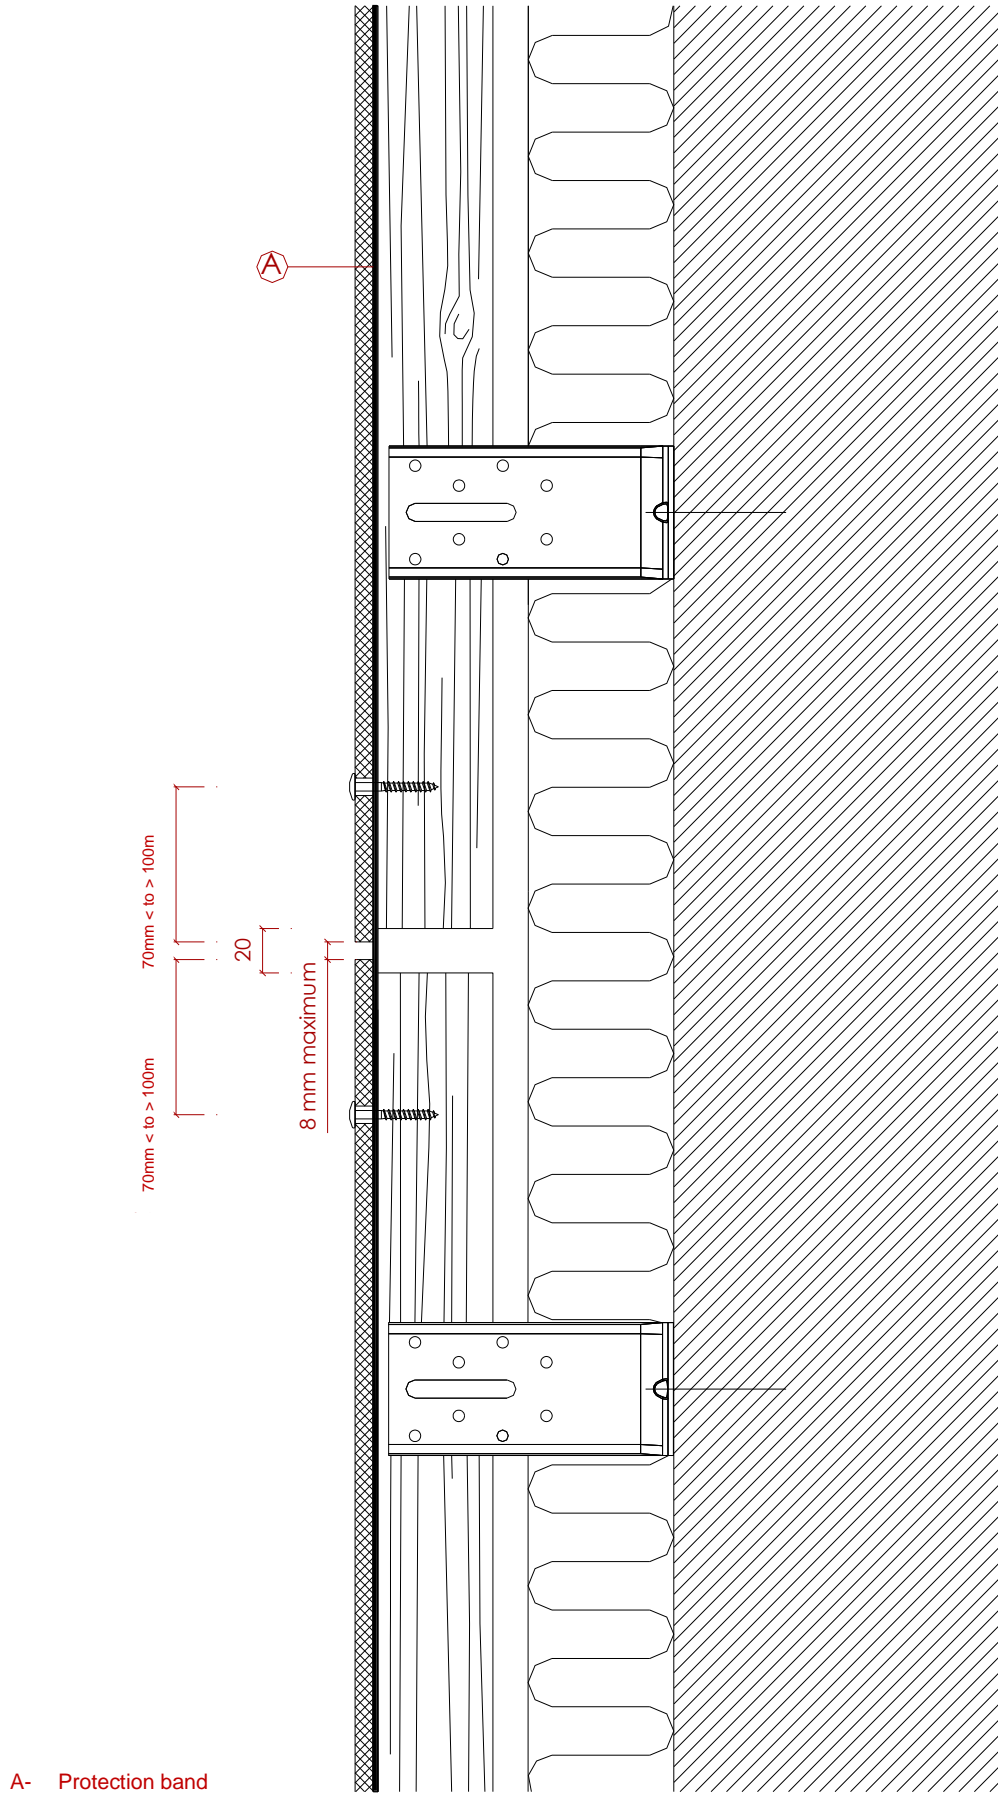 A
70mm < to > 100m
20
8 mm maximum
70mm < to > 100m
A- Protection band